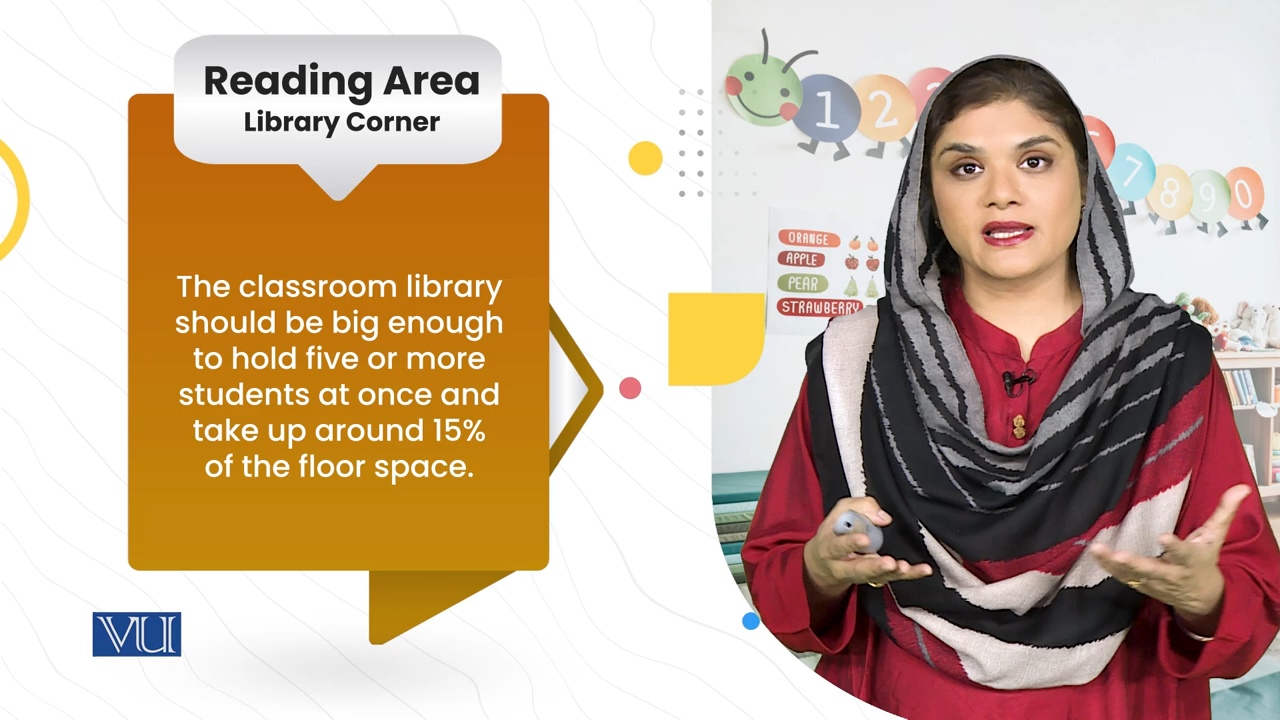 Reading Area
Library Corner
The classroom library
should be big enough
to hold five or more
students at once and
take up around 15%
of the floor space.
VU
1 2
7 8 9 0
ORANGE
APPLE
PEAR
STRAWBERRY